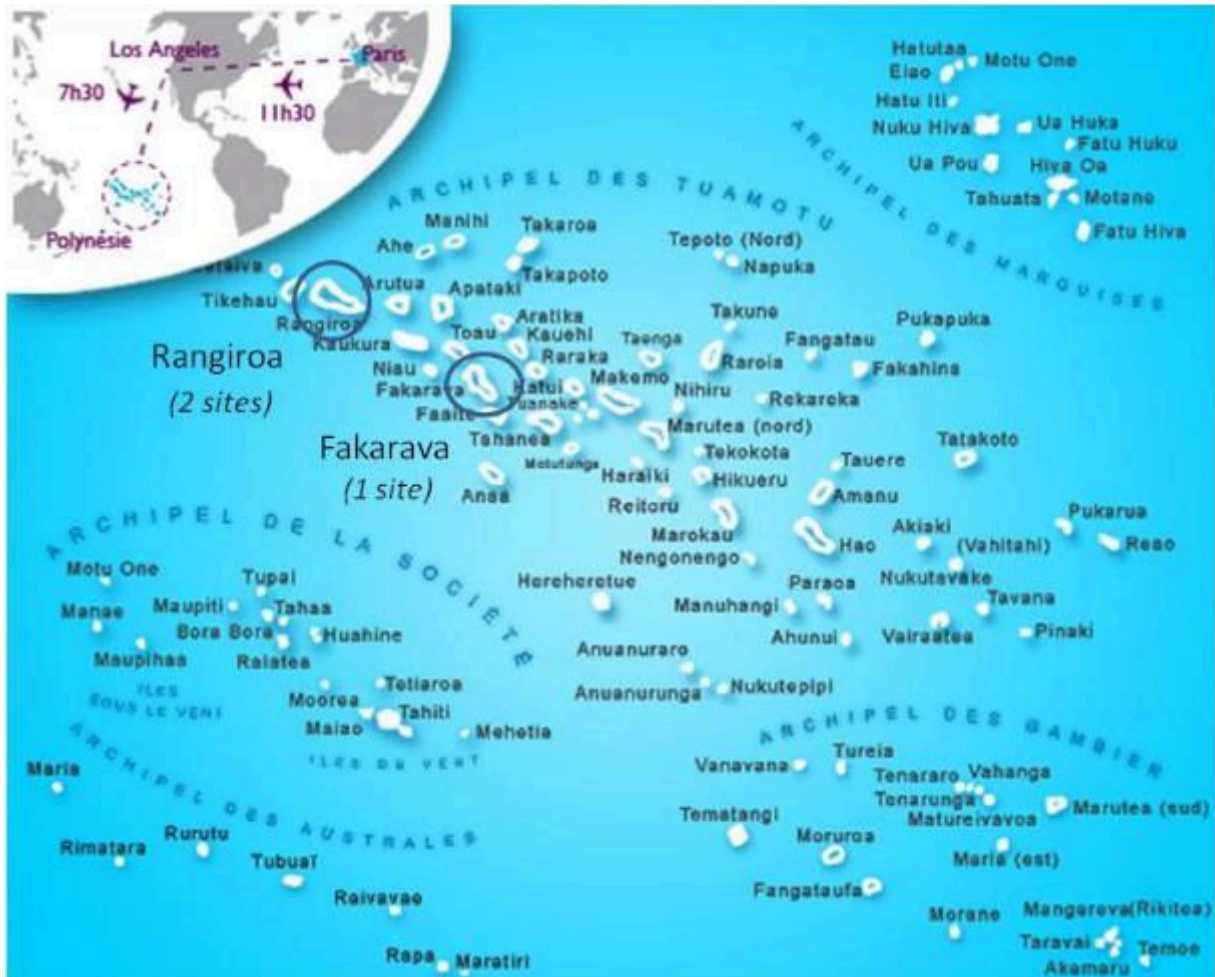 Los Angeles
Paris
7h30
11h30
Polynésie
Hatutaa
Motu One
Eiao
Hatu Iti
Nuku Hiva
Ua Huka
Fatu Huku
Ua Pou
Hiva Oa
Tahuata
Motane
Fatu Hiva
ARCHIPEL DES MARQUISES
ARCHIPEL DES TUAMOTU
Manihi
Takaroa
Ahe
Takapoto
Tepoto (Nord)
Napuka
Tikehau
Rangiroa
Arutua
Apataki
Aratika
Kaukura
Toau
Kauehi
Niau
Raraka
Taenga
Takune
Raroia
Fangatau
Pukapuka
Fakahina
Rangiroa
(2 sites)
Fakarava
Katui
Tuanake
Makemo
Nihiru
Rekareka
Faaite
Tahanea
Marutea (nord)
Fakarava
(1 site)
Motutunga
Anaa
Haraiki
Tekokota
Hikueru
Reitoru
Tauere
Amanu
Tatakoto
Marokau
Hao
Akiaki
(Vahitahi)
Pukarua
Reao
Nengonengo
Hereheretue
Paraoa
Nukutavake
Manuhangi
Tavana
Ahunui
Vairaatea
Pinaki
Anuanuraro
Anuanurunga
Nukutepipi
ARCHIPEL DE LA SOCIÉTÉ
Motu One
Tupai
Manae
Maupiti
Tahaa
Bora Bora
Huahine
Maupihaa
Raiatea
ILES
SOUS LE VENT
Tetiaroa
Moorea
Tahiti
Maiao
Mehetia
ILES DU VENT
ARCHIPEL DES AUSTRALES
Maria
Rimatara
Rurutu
Tubuaï
Raivavae
Rapa
Marotiri
ARCHIPEL DES GAMBIER
Vanavana
Tureia
Tenararo
Vahanga
Tenarunga
Matureivavoa
Marutea (sud)
Tematangi
Moruroa
Maria (est)
Fangataufa
Morane
Mangareva(Rikitea)
Taravai
Temoe
Akamaru